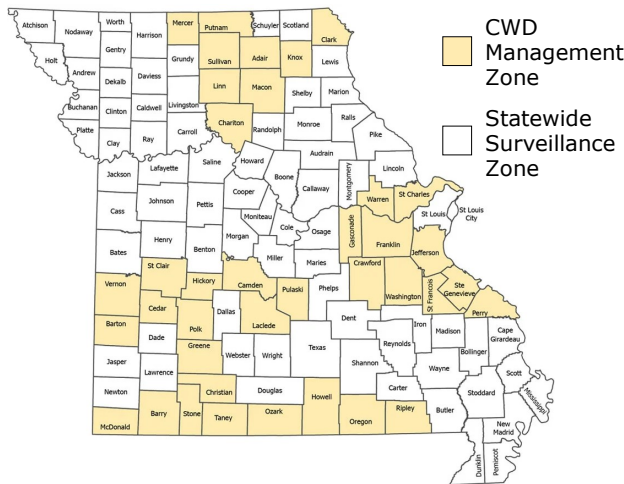 Atchison
Nodaway
Worth
Harrison
Mercer
Putnam
Schuyler
Scotland
Clark
CWD
Management
Zone
Holt
Gentry
Andrew
Dekalb
Daviess
Grundy
Sullivan
Adair
Knox
Lewis
Linn
Macon
Shelby
Marion
Buchanan
Clinton
Caldwell
Livingston
Chariton
Randolph
Monroe
Ralls
Pike
Statewide
Surveillance
Zone
Platte
Clay
Ray
Carroll
Saline
Howard
Boone
Audrain
Callaway
Montgomery
Lincoln
Warren
St Charles
St Louis
St Louis
City
Jackson
Lafayette
Cooper
Cass
Johnson
Pettis
Moniteau
Cole
Osage
Gasconade
Franklin
Jefferson
Bates
Henry
Benton
Morgan
Miller
Maries
Crawford
Washington
St Francois
Ste
Genevieve
Perry
Vernon
St Clair
Hickory
Camden
Pulaski
Phelps
Dent
Iron
Madison
Cape
Girardeau
Barton
Cedar
Polk
Dallas
Laclede
Texas
Reynolds
Bollinger
Dade
Greene
Webster
Wright
Shannon
Wayne
Scott
Jasper
Lawrence
Newton
Christian
Douglas
Howell
Carter
Butler
Stoddard
Mississippi
McDonald
Barry
Stone
Taney
Ozark
Oregon
Ripley
New
Madrid
Dunklin
Pemiscot